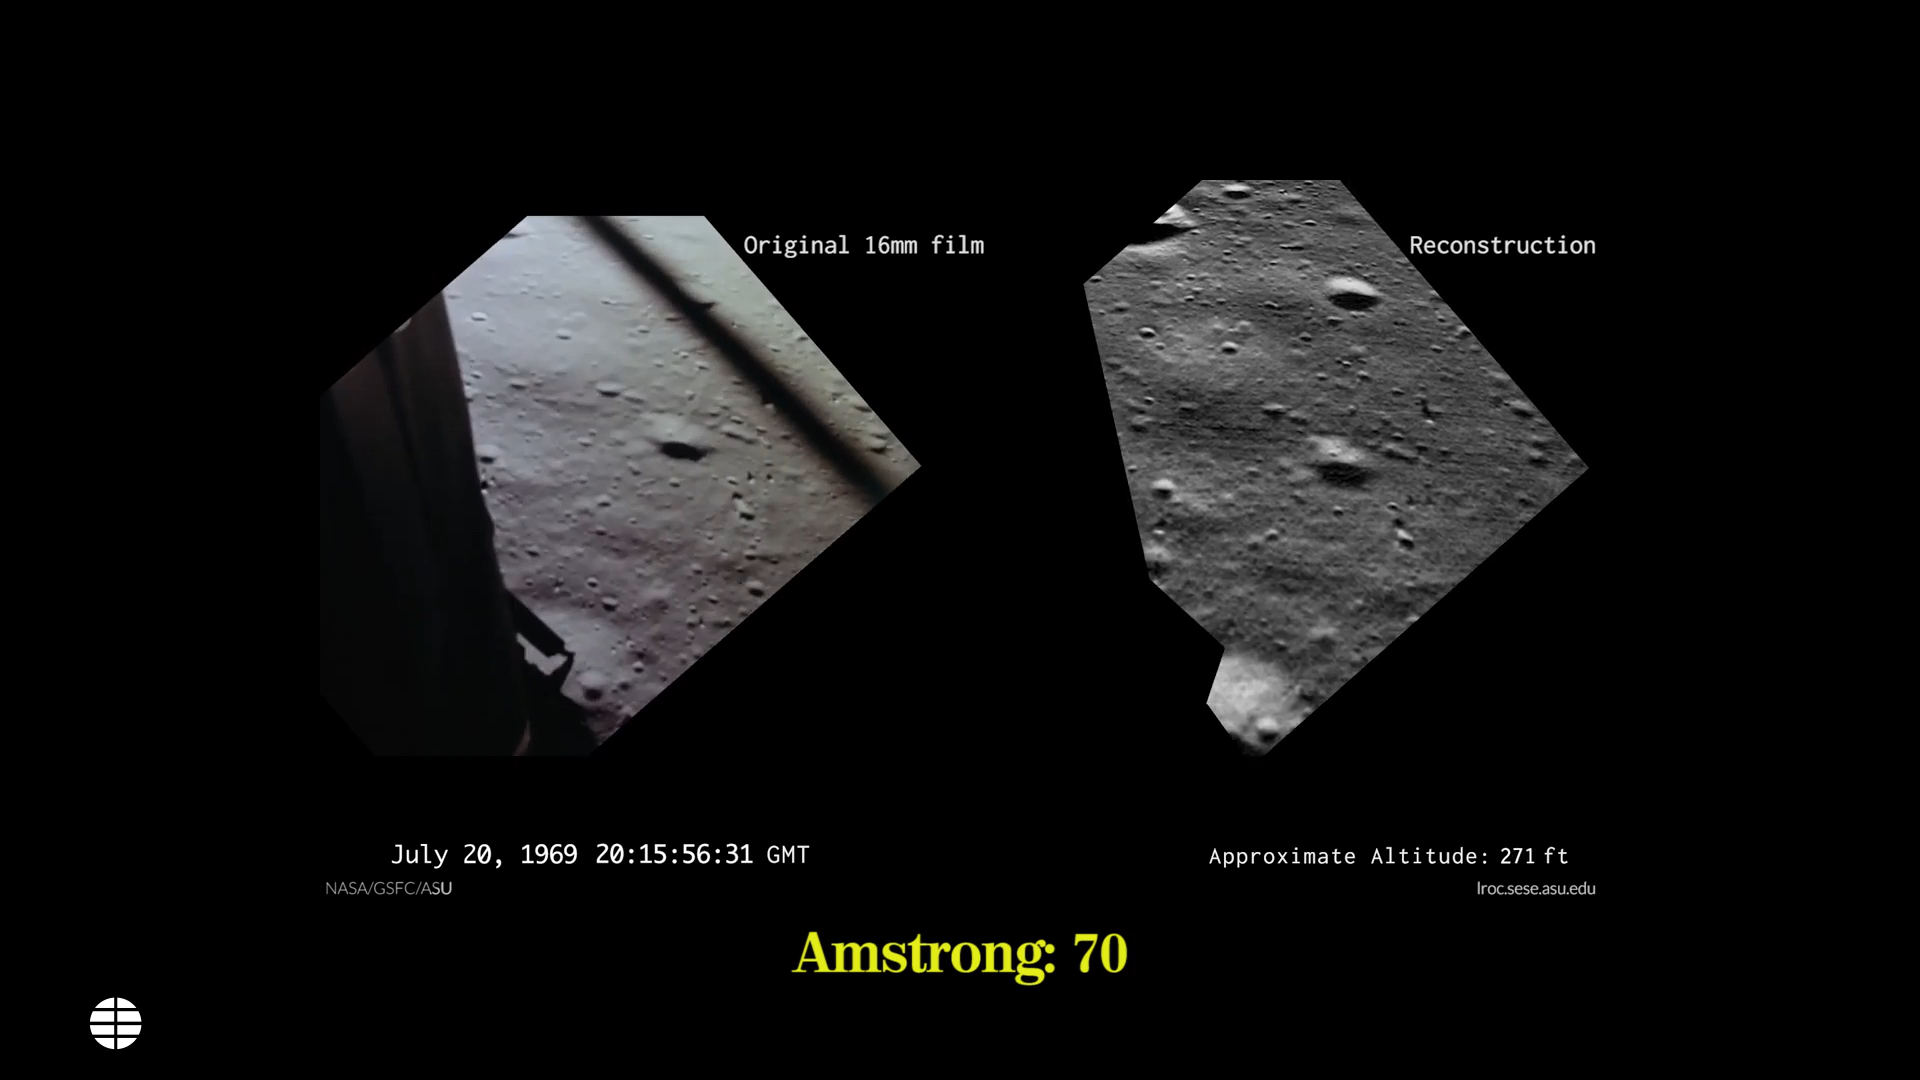 Original 16mm film
Reconstruction
July 20, 1969 20:15:56:31 GMT
Approximate Altitude: 271 ft
NASA/GSFC/ASU
lroc.sese.asu.edu
Amstrong: 70